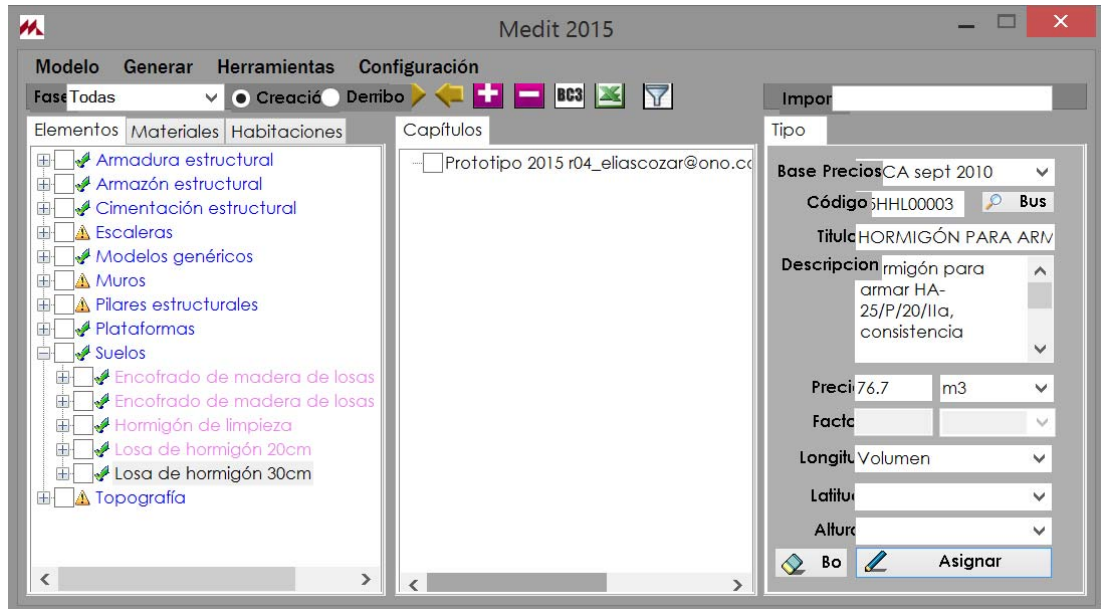 Medit 2015
Modelo Generar Herramientas Configuración
Fase Todas Creació Derribo BC3 Impor
Elementos Materiales Habitaciones Capítulos Tipo
Armadura estructural
Armazón estructural
Cimentación estructural
Escaleras
Modelos genéricos
Muros
Pilares estructurales
Plataformas
Suelos
Encofrado de madera de losas
Encofrado de madera de losas
Hormigón de limpieza
Losa de hormigón 20cm
Losa de hormigón 30cm
Topografía
Prototipo 2015 r04_eliascozar@ono.co
Base Precios CA sept 2010
Código 5HHL00003 Bus
Titulo HORMIGÓN PARA ARM
Descripcion rmigón para
armar HA-
25/P/20/IIa,
consistencia
Preci 76.7 m3
Facto
Longitu Volumen
Latitu
Altura
Bo Asignar